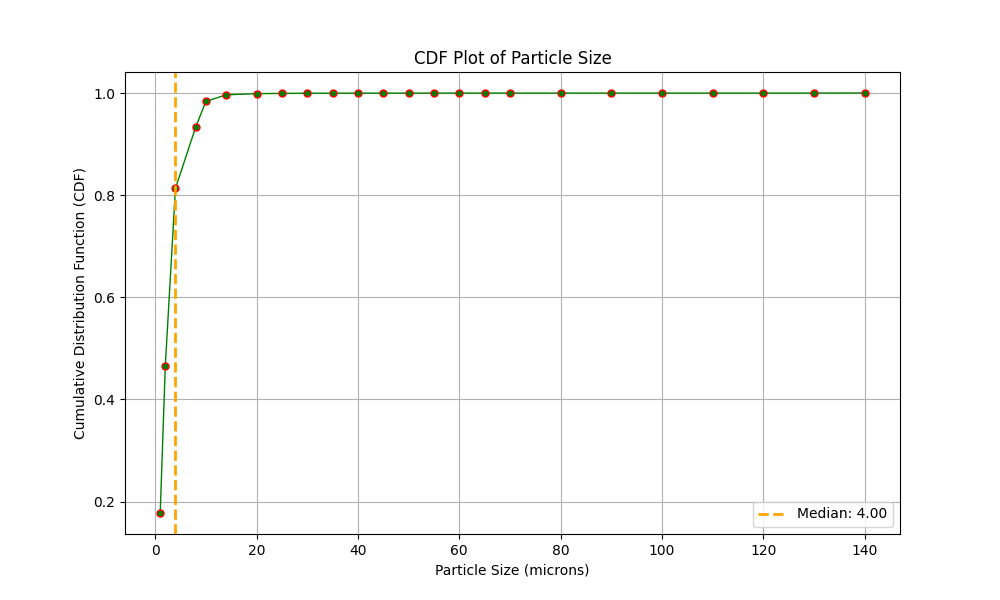 CDF Plot of Particle Size
Cumulative Distribution Function (CDF)
1.0
0.8
0.6
0.4
0.2
0 20 40 60 80 100 120 140
Particle Size (microns)
Median: 4.00